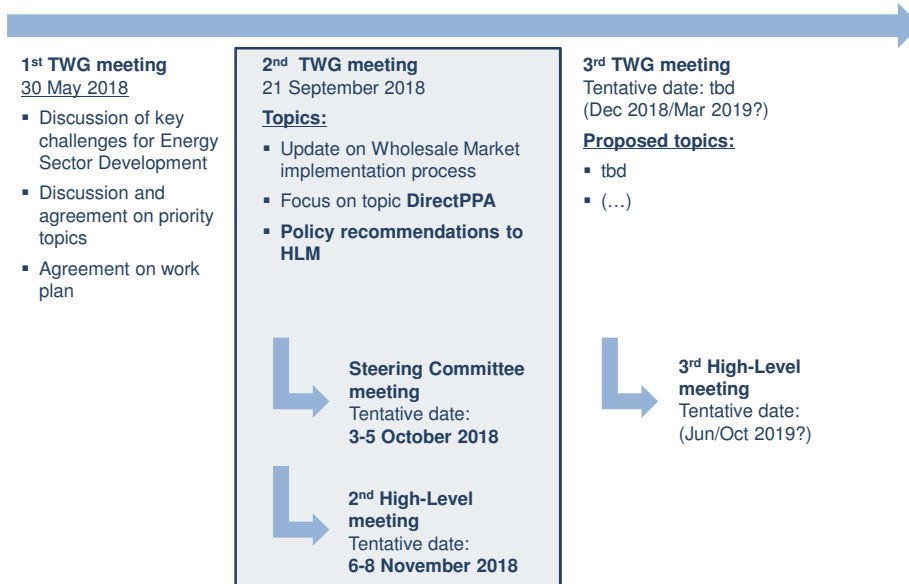 1st TWG meeting
30 May 2018
▪ Discussion of key
challenges for Energy
Sector Development
▪ Discussion and
agreement on priority
topics
▪ Agreement on work
plan
2nd TWG meeting
21 September 2018
Topics:
▪ Update on Wholesale Market
implementation process
▪ Focus on topic DirectPPA
▪ Policy recommendations to
HLM
Steering Committee
meeting
Tentative date:
3-5 October 2018
2nd High-Level
meeting
Tentative date:
6-8 November 2018
3rd TWG meeting
Tentative date: tbd
(Dec 2018/Mar 2019?)
Proposed topics:
▪ tbd
▪ (…)
3rd High-Level
meeting
Tentative date:
(Jun/Oct 2019?)